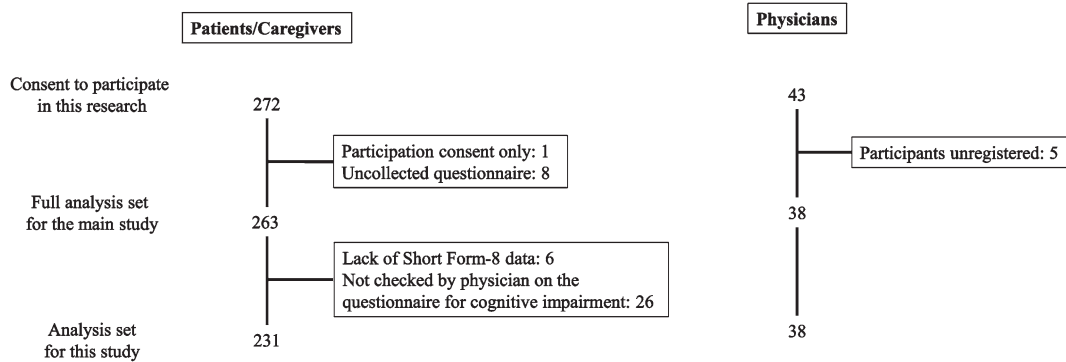 Patients/Caregivers
Physicians
Consent to participate
in this research
272
43
Participation consent only: 1
Uncollected questionnaire: 8
Participants unregistered: 5
Full analysis set
for the main study
263
38
Lack of Short Form-8 data: 6
Not checked by physician on the
questionnaire for cognitive impairment: 26
Analysis set
for this study
231
38